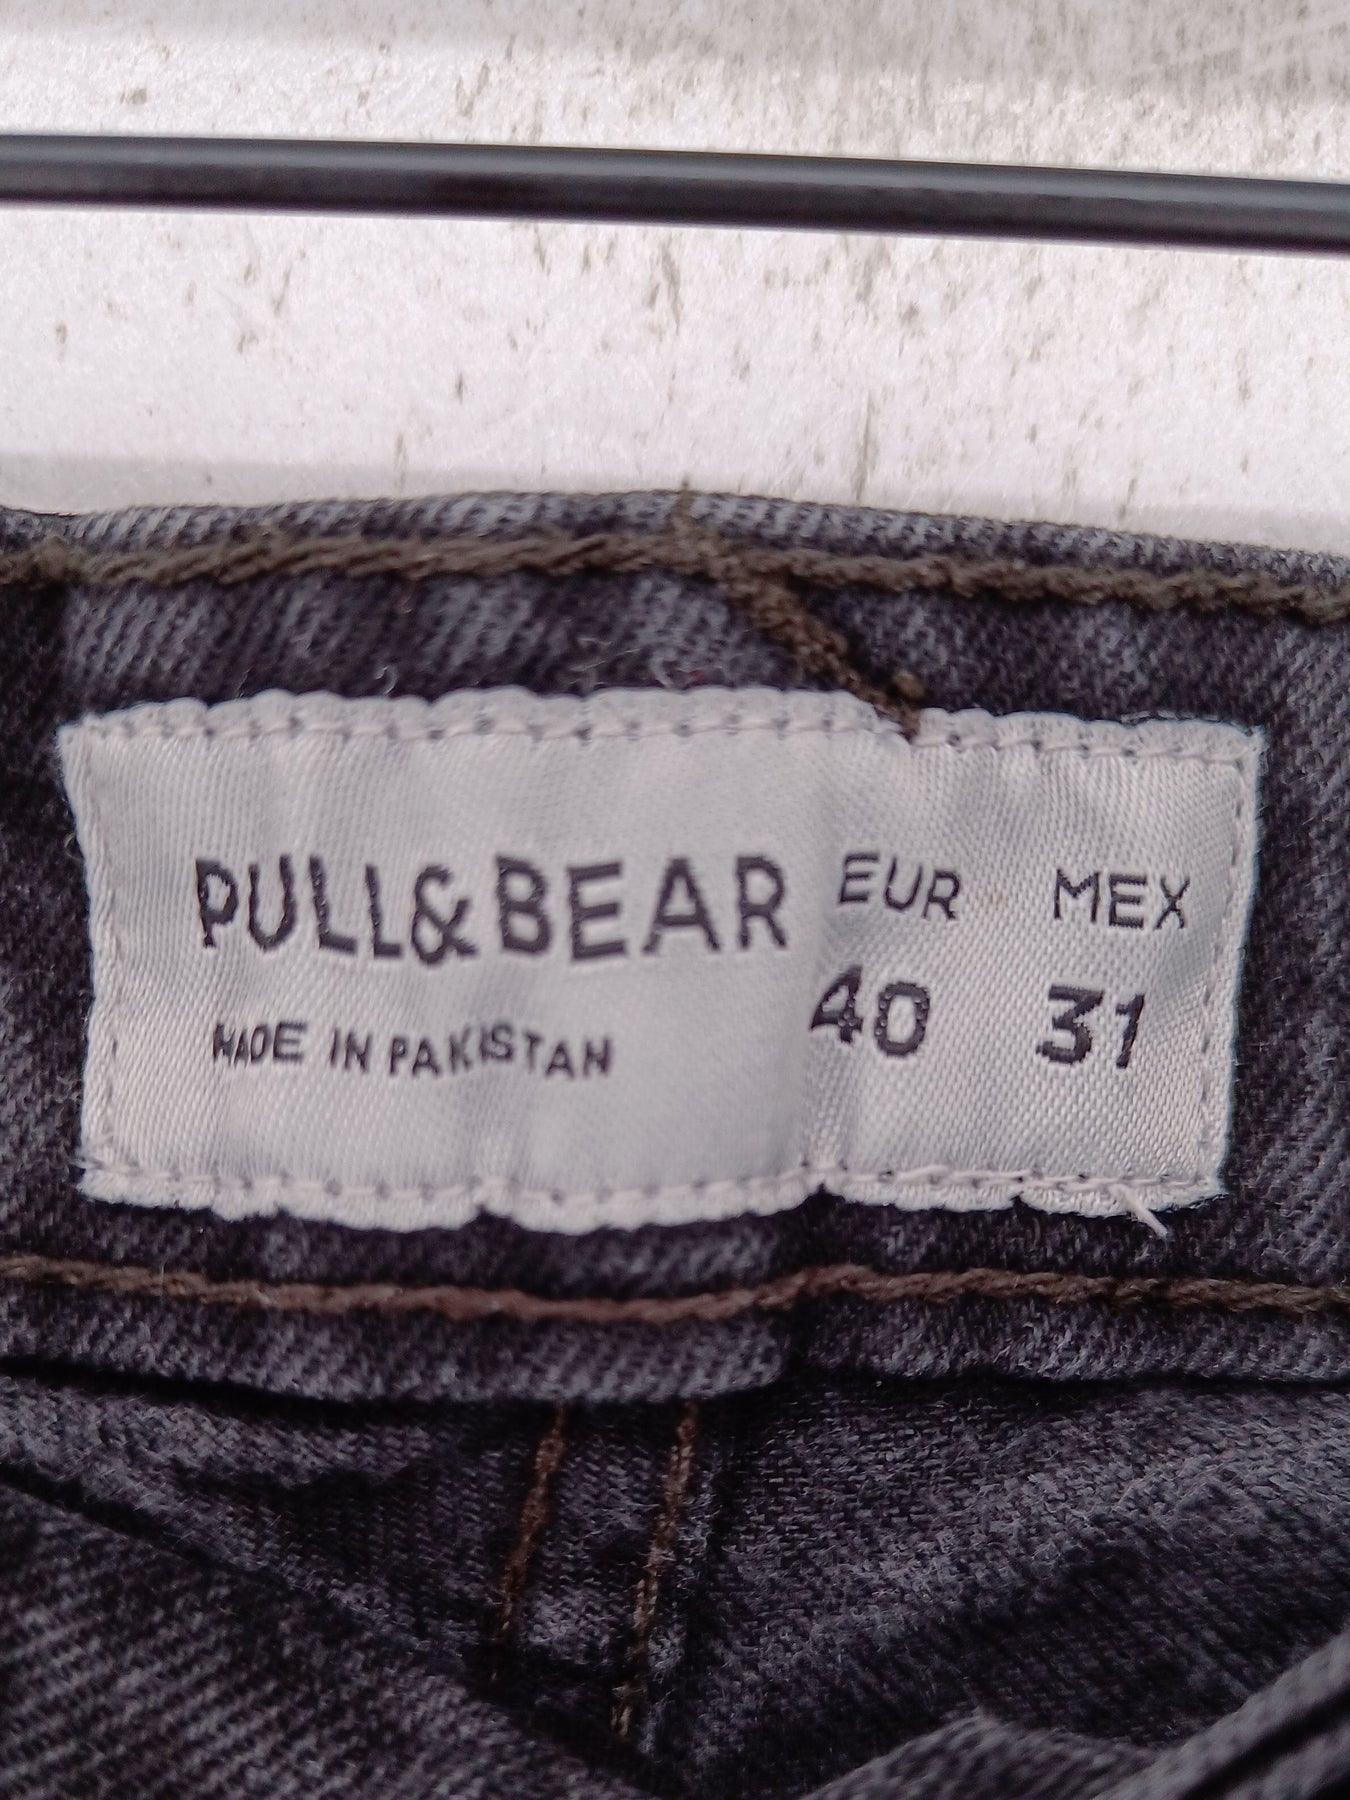 PULL&BEAR
MADE IN PAKISTAN
EUR MEX
40 31